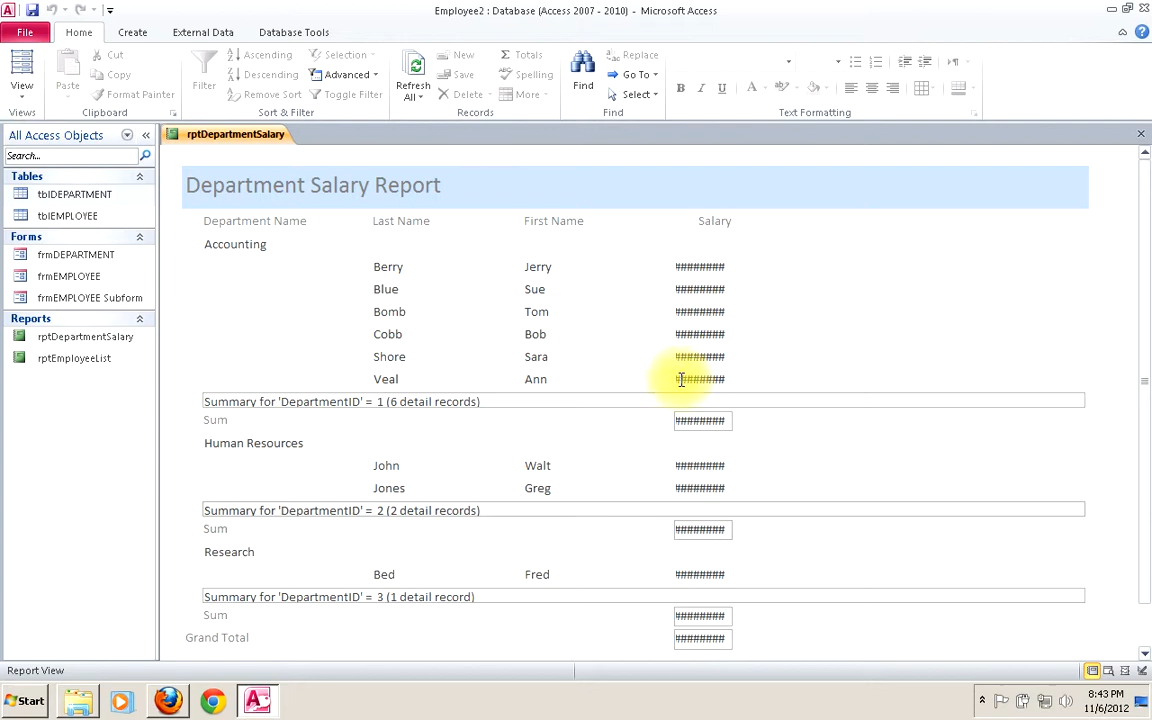 Employee2 : Database (Access 2007 - 2010) - Microsoft Access
File Home Create External Data Database Tools
View
Views
Paste
Cut
Copy
Format Painter
Clipboard
Filter
Ascending
Descending
Remove Sort
Selection
Advanced
Toggle Filter
Sort & Filter
Refresh All
New
Save
Delete
Totals
Spelling
More
Records
Find
Replace
Go To
Select
Find
B I U
A
Text Formatting
All Access Objects
Search...
Tables
tblDEPARTMENT
tblEMPLOYEE
Forms
frmDEPARTMENT
frmEMPLOYEE
frmEMPLOYEE Subform
Reports
rptDepartmentSalary
rptEmployeeList
rptDepartmentSalary
Department Salary Report
Department Name Last Name First Name Salary
Accounting
Berry Jerry ########
Blue Sue ########
Bomb Tom ########
Cobb Bob ########
Shore Sara ########
Veal Ann ########
Summary for 'DepartmentID' = 1 (6 detail records)
Sum ########
Human Resources
John Walt ########
Jones Greg ########
Summary for 'DepartmentID' = 2 (2 detail records)
Sum ########
Research
Bed Fred ########
Summary for 'DepartmentID' = 3 (1 detail record)
Sum ########
Grand Total ########
Report View
Start
8:43 PM
11/6/2012